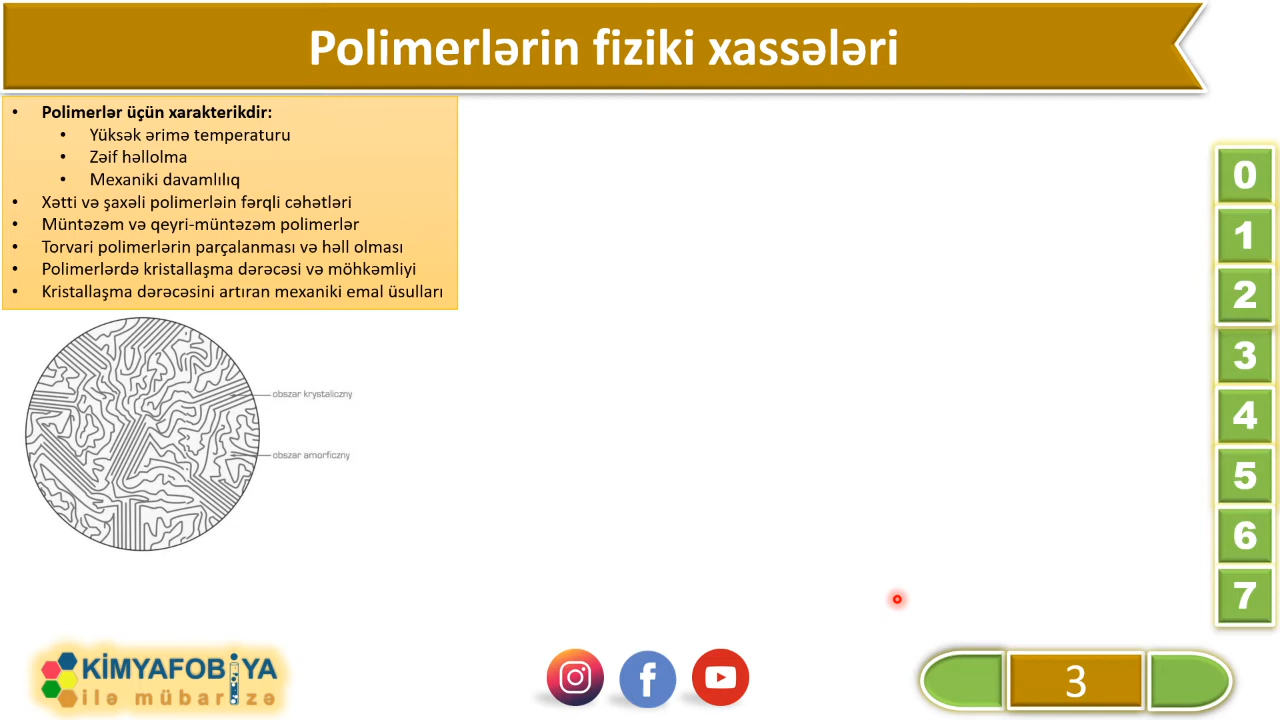 Polimerlərin fiziki xassələri
• Polimerlər üçün xarakterikdir:
• Yüksək ərimə temperaturu
• Zəif həllolma
• Mexaniki davamlılıq
• Xətti və şaxəli polimerləin fərqli cəhətləri
• Müntəzəm və qeyri-müntəzəm polimerlər
• Torvari polimerlərin parçalanması və həll olması
• Polimerlərdə kristallaşma dərəcəsi və möhkəmliyi
• Kristallaşma dərəcəsini artıran mexaniki emal üsulları
obszar krystaliczny
obszar amorficzny
0
1
2
3
4
5
6
7
KİMYAFOBİYA
ilə mübarizə
3